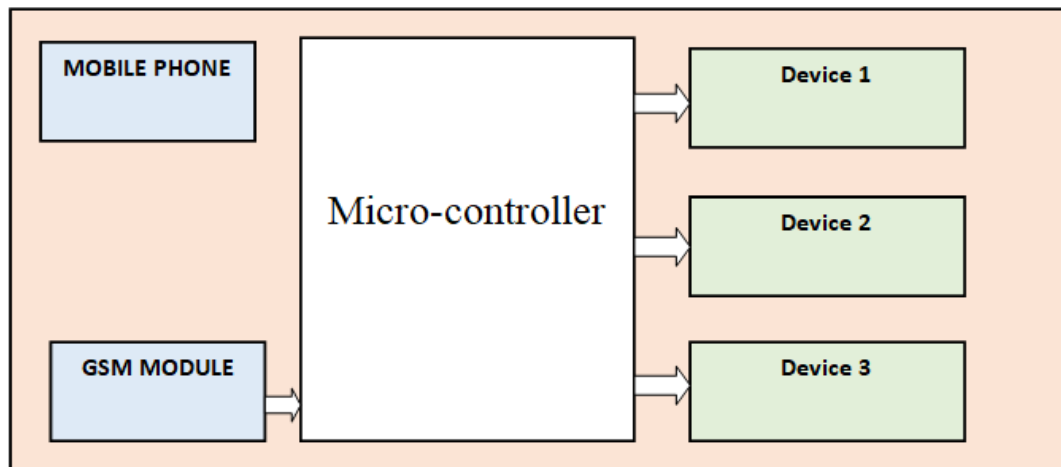 MOBILE PHONE
GSM MODULE
Micro-controller
Device 1
Device 2
Device 3